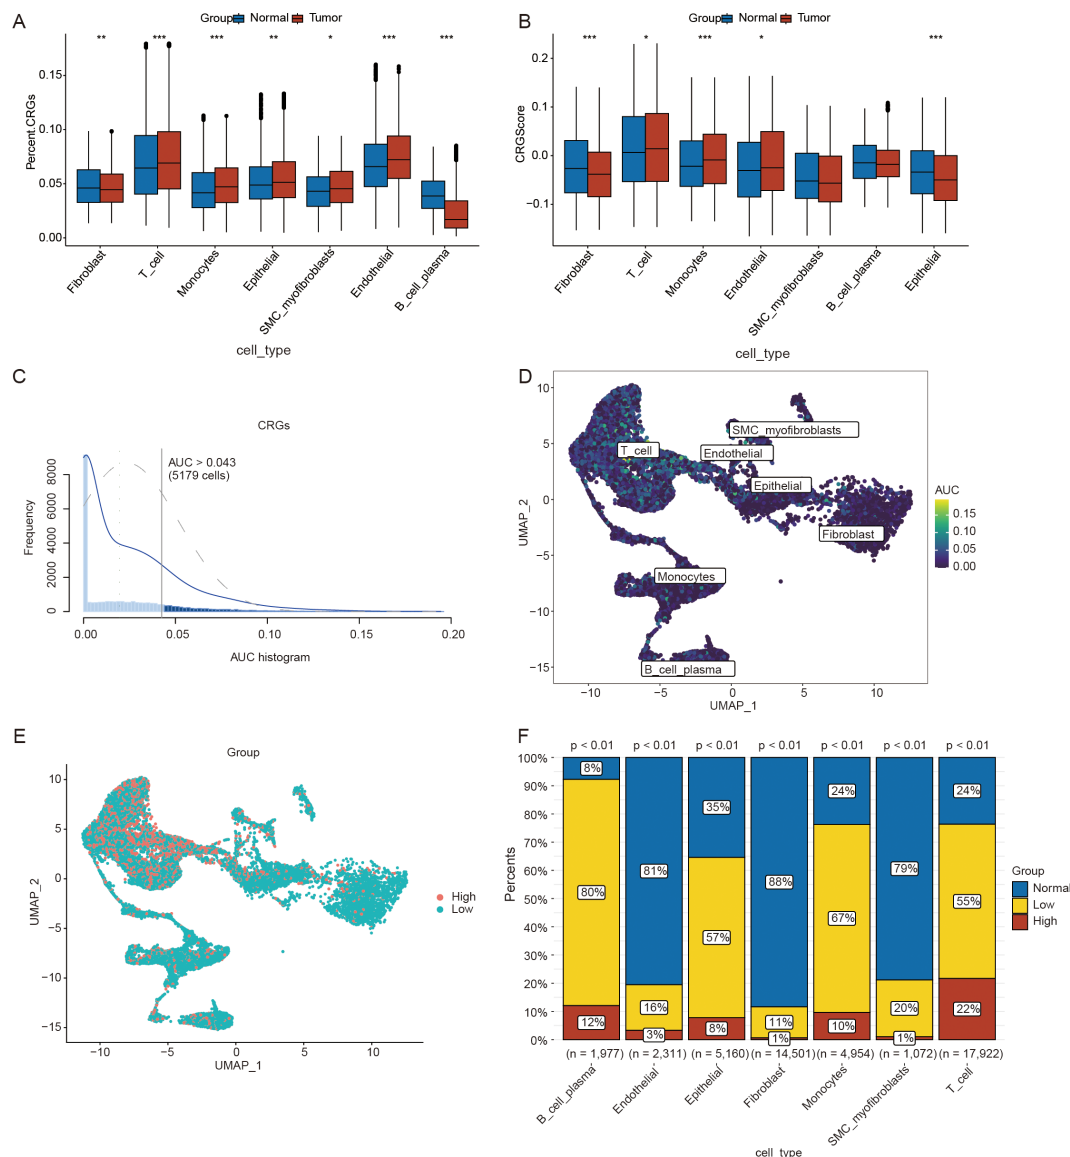 A
Group Normal Tumor
** *** *** ** * *** ***
Percent.CRGs
0.15
0.10
0.05
0.00
Fibroblast
T_cell
Monocytes
Epithelial
SMC_myofibroblasts
Endothelial
B_cell_plasma
cell_type
B
Group Normal Tumor
*** * *** * ***
CRGScore
0.2
0.1
0.0
−0.1
Fibroblast
T_cell
Monocytes
Endothelial
SMC_myofibroblasts
B_cell_plasma
Epithelial
cell_type
C
CRGs
AUC > 0.043
(5179 cells)
Frequency
8000
6000
4000
2000
0
0.00 0.05 0.10 0.15 0.20
AUC histogram
D
10
5
0
−5
−10
−15
UMAP_2
SMC_myofibroblasts
T_cell
Endothelial
Epithelial
Fibroblast
Monocytes
B_cell_plasma
−10 −5 0 5 10
UMAP_1
AUC
0.15
0.10
0.05
0.00
E
Group
10
5
0
−5
−10
−15
UMAP_2
High
Low
−10 −5 0 5 10
UMAP_1
F
p < 0.01 p < 0.01 p < 0.01 p < 0.01 p < 0.01 p < 0.01 p < 0.01
Percents
100%
90%
80%
70%
60%
50%
40%
30%
20%
10%
0%
8%
80%
12%
81%
16%
3%
35%
57%
8%
88%
11%
1%
24%
67%
10%
79%
20%
1%
24%
55%
22%
Group
Normal
Low
High
(n = 1,977) (n = 2,311) (n = 5,160) (n = 14,501) (n = 4,954) (n = 1,072) (n = 17,922)
B_cell_plasma
Endothelial
Epithelial
Fibroblast
Monocytes
SMC_myofibroblasts
T_cell
cell_type